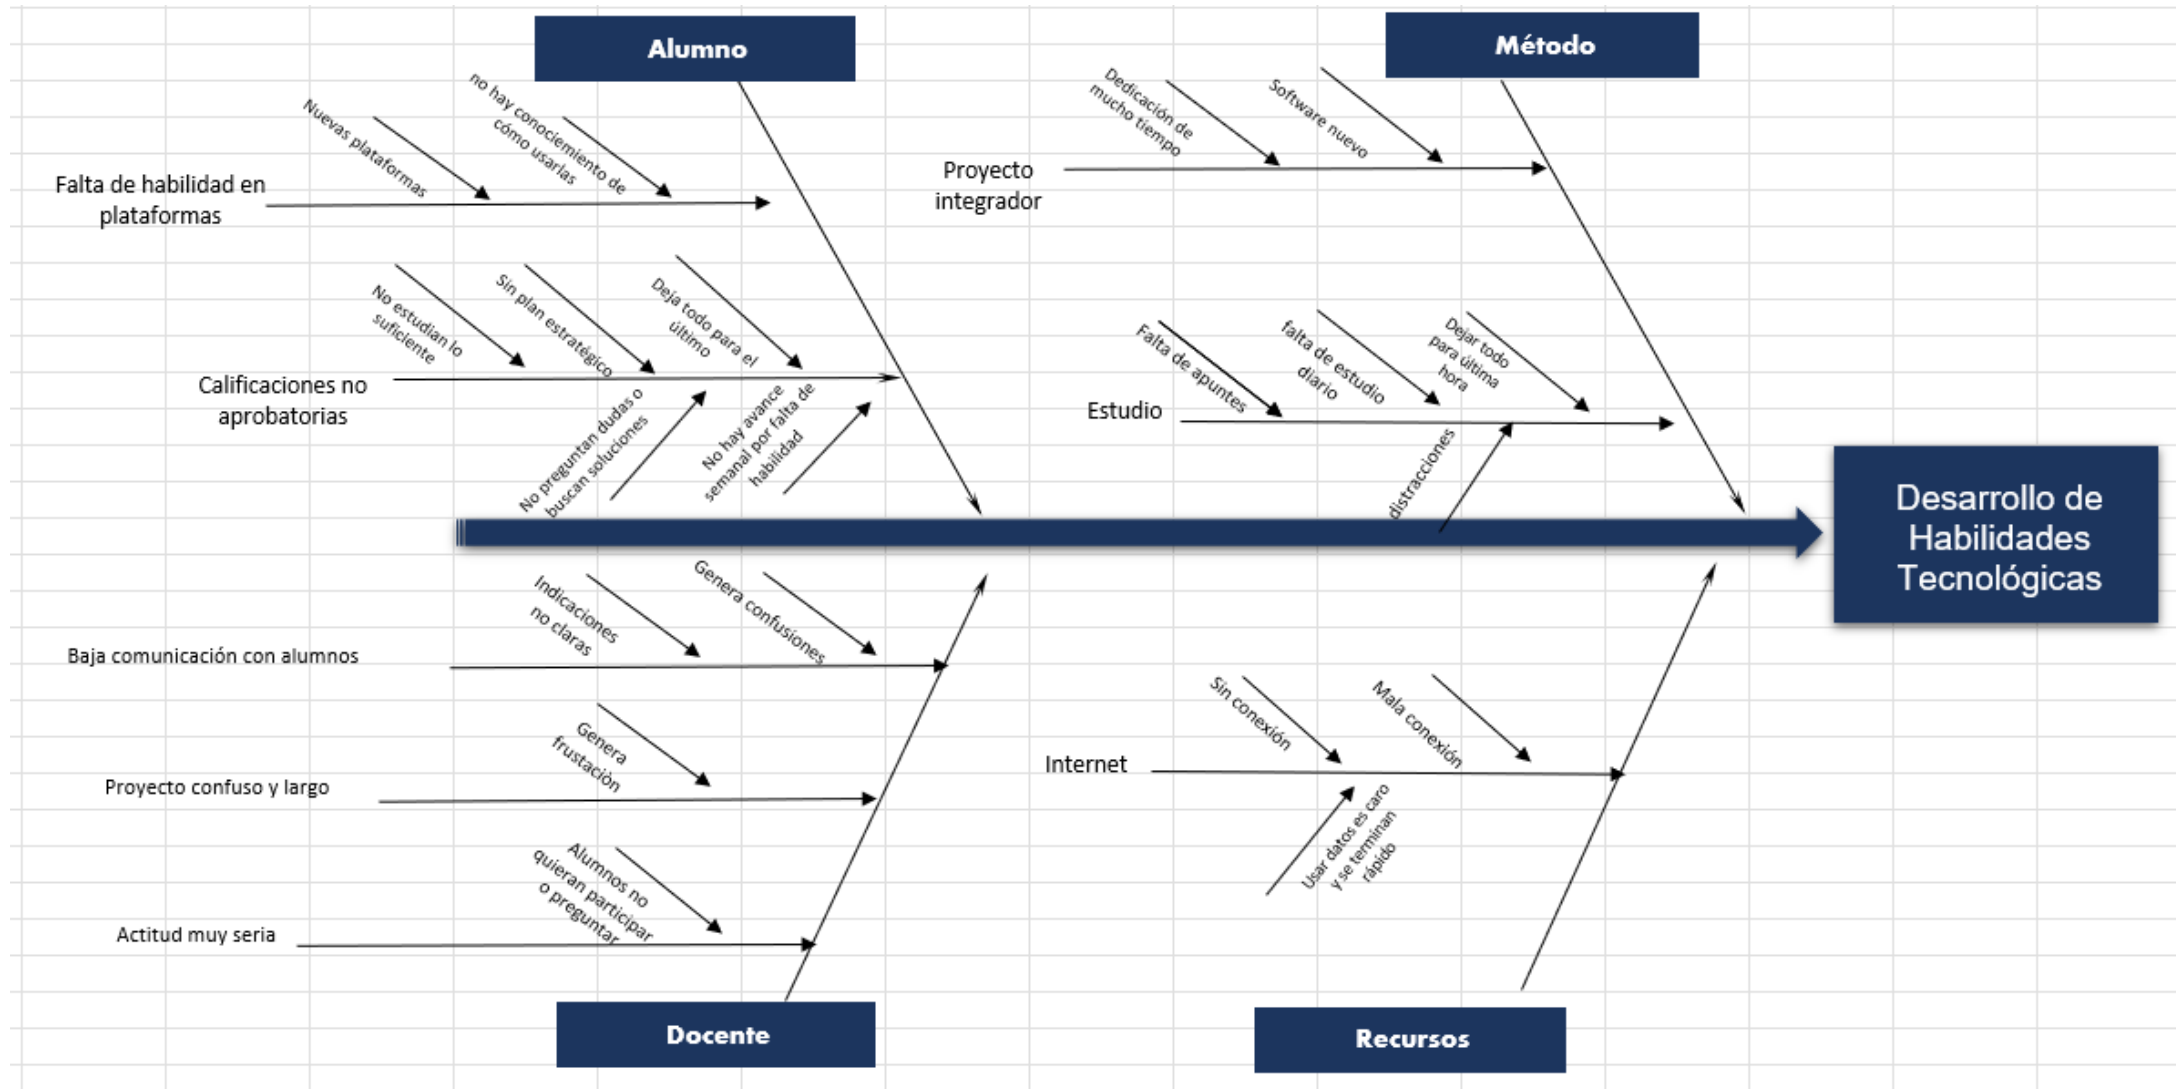 Alumno
Método
Nuevas plataformas
no hay conociemiento de
cómo usarlas
Falta de habilidad en
plataformas
Dedicación de
mucho tiempo
Software nuevo
Proyecto
integrador
No estudian lo
suficiente
Sin plan estratégico
Deja todo para el
último
Calificaciones no
aprobatorias
No preguntan dudas o
buscan soluciones
No hay avance
semanal por falta de
habilidad
Falta de apuntes
falta de estudio
diario
Dejar todo
para última
hora
Estudio
distracciones
Desarrollo de
Habilidades
Tecnológicas
Indicaciones
no claras
Genera confusiones
Baja comunicación con alumnos
Genera
frustaciòn
Proyecto confuso y largo
Alumnos no
quieran participar
o preguntar
Actitud muy seria
Sin conexión
Mala conexión
Internet
Usar datos es caro
y se terminan
rápido
Docente
Recursos